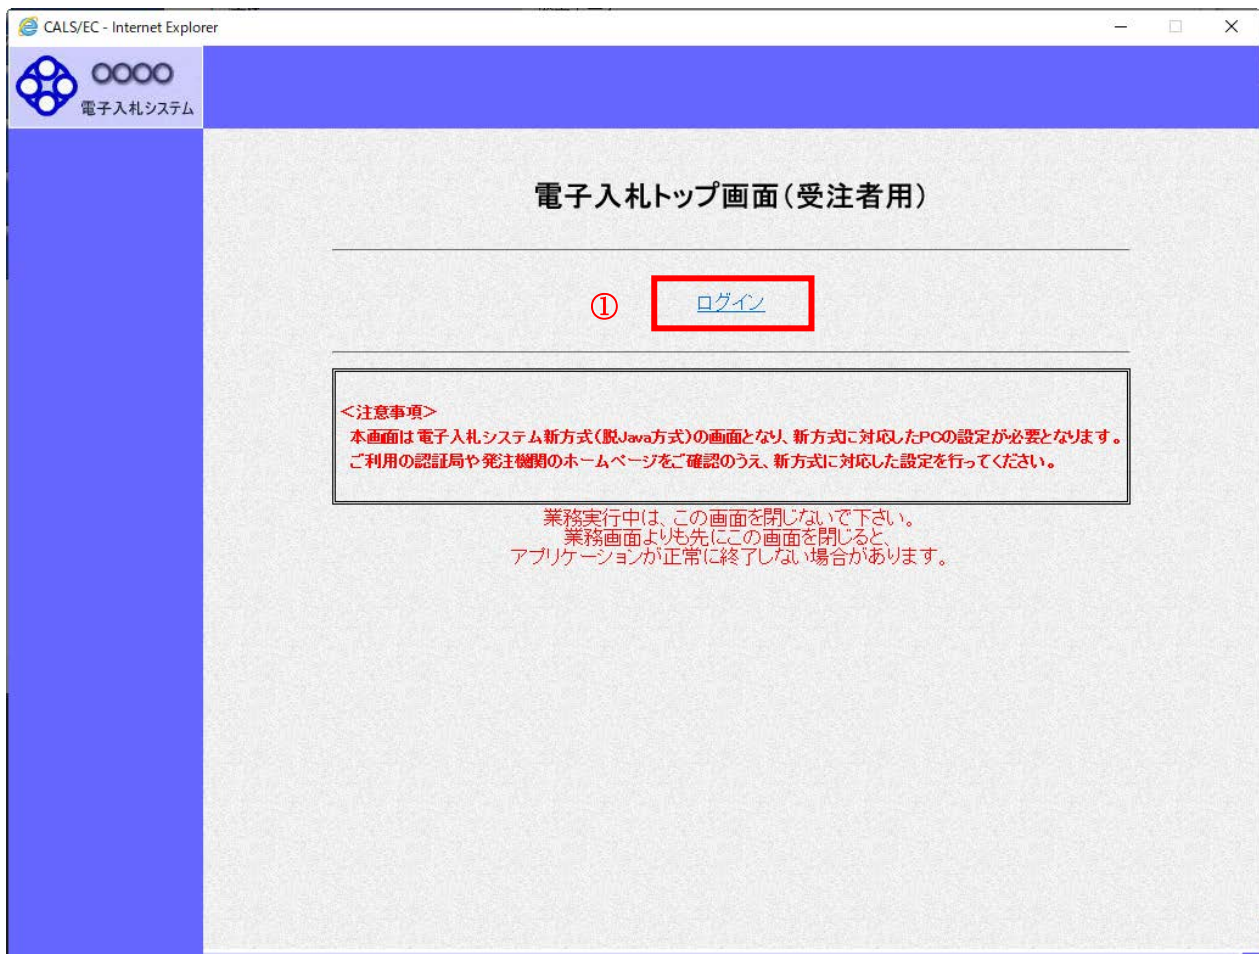 CALS/EC - Internet Explorer
○○○○
電子入札システム
電子入札トップ画面(受注者用)
① ログイン
<注意事項>
本画面は電子入札システム新方式(脱Java方式)の画面となり、新方式に対応したPCの設定が必要となります。
ご利用の認証局や発注機関のホームページをご確認のうえ、新方式に対応した設定を行ってください。
業務実行中は、この画面を閉じないで下さい。
業務画面よりも先にこの画面を閉じると、
アプリケーションが正常に終了しない場合があります。